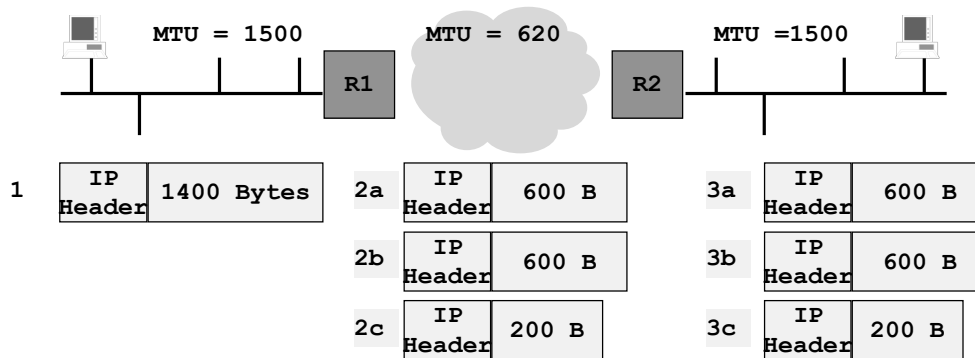 MTU = 1500 MTU = 620 MTU =1500
R1 R2
1 IP Header 1400 Bytes 2a IP Header 600 B 3a IP Header 600 B
2b IP Header 600 B 3b IP Header 600 B
2c IP Header 200 B 3c IP Header 200 B